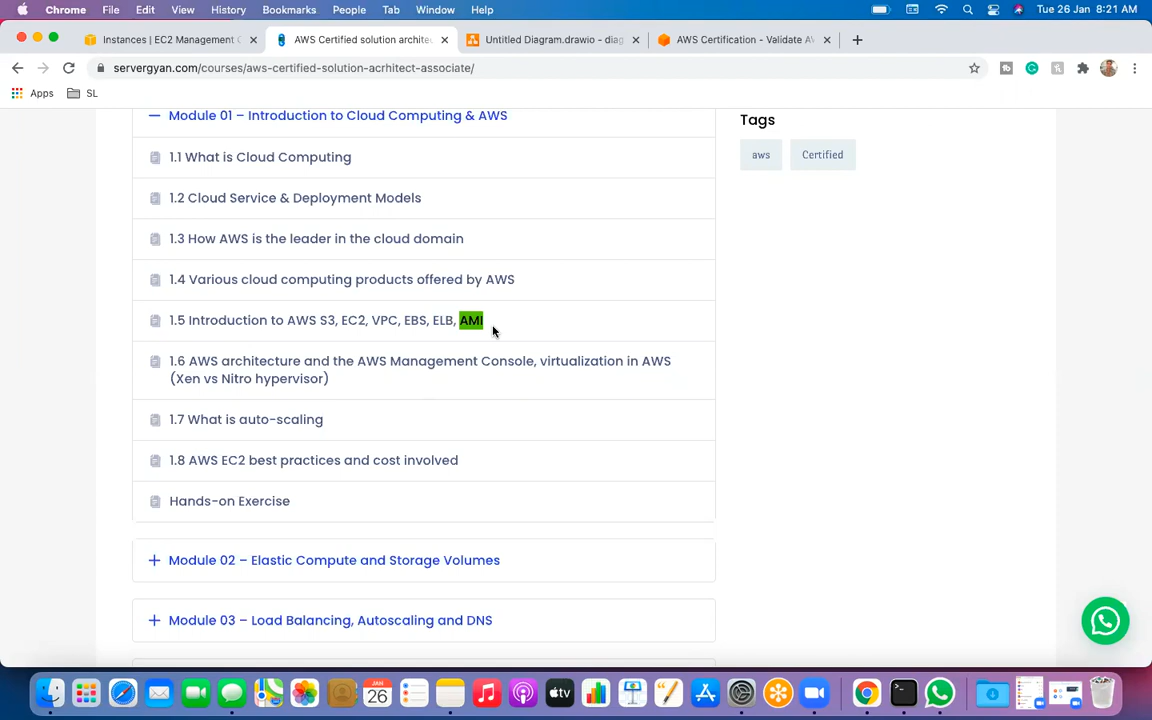 Chrome File Edit View History Bookmarks People Tab Window Help Tue 26 Jan 8:21 AM
Instances | EC2 Management C AWS Certified solution archite Untitled Diagram.drawio - diag AWS Certification - Validate AV
servergyan.com/courses/aws-certified-solution-acrhitect-associate/
Apps SL
Module 01 – Introduction to Cloud Computing & AWS
Tags
aws Certified
1.1 What is Cloud Computing
1.2 Cloud Service & Deployment Models
1.3 How AWS is the leader in the cloud domain
1.4 Various cloud computing products offered by AWS
1.5 Introduction to AWS S3, EC2, VPC, EBS, ELB, AMI
1.6 AWS architecture and the AWS Management Console, virtualization in AWS
(Xen vs Nitro hypervisor)
1.7 What is auto-scaling
1.8 AWS EC2 best practices and cost involved
Hands-on Exercise
Module 02 – Elastic Compute and Storage Volumes
Module 03 – Load Balancing, Autoscaling and DNS
JAN
26
tv